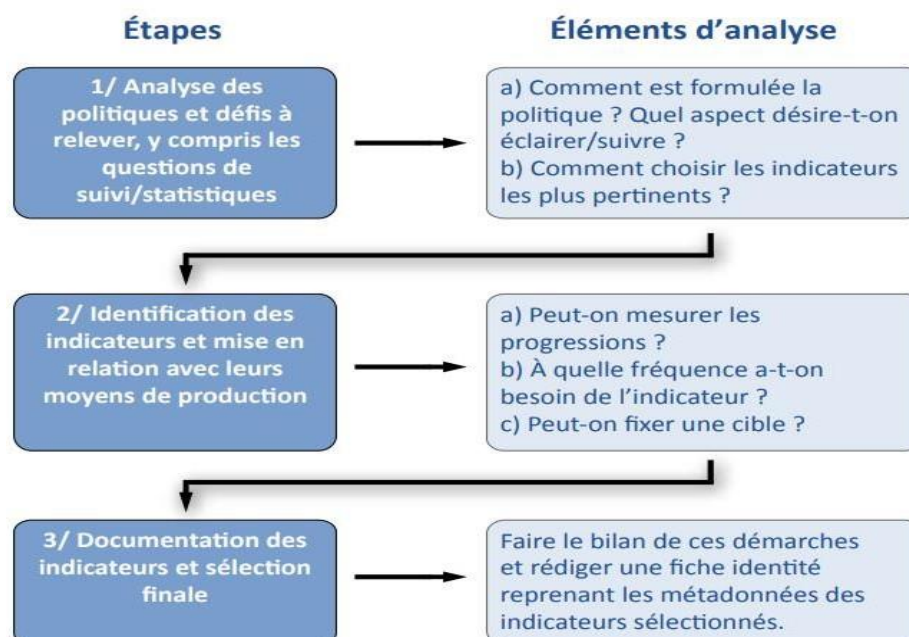 Étapes
Éléments d’analyse
1/ Analyse des
politiques et défis à
relever, y compris les
questions de
suivi/statistiques
a) Comment est formulée la
politique ? Quel aspect désire-t-on
éclairer/suivre ?
b) Comment choisir les indicateurs
les plus pertinents ?
2/ Identification des
indicateurs et mise en
relation avec leurs
moyens de production
a) Peut-on mesurer les
progressions ?
b) À quelle fréquence a-t-on
besoin de l’indicateur ?
c) Peut-on fixer une cible ?
3/ Documentation des
indicateurs et sélection
finale
Faire le bilan de ces démarches
et rédiger une fiche identité
reprenant les métadonnées des
indicateurs sélectionnés.